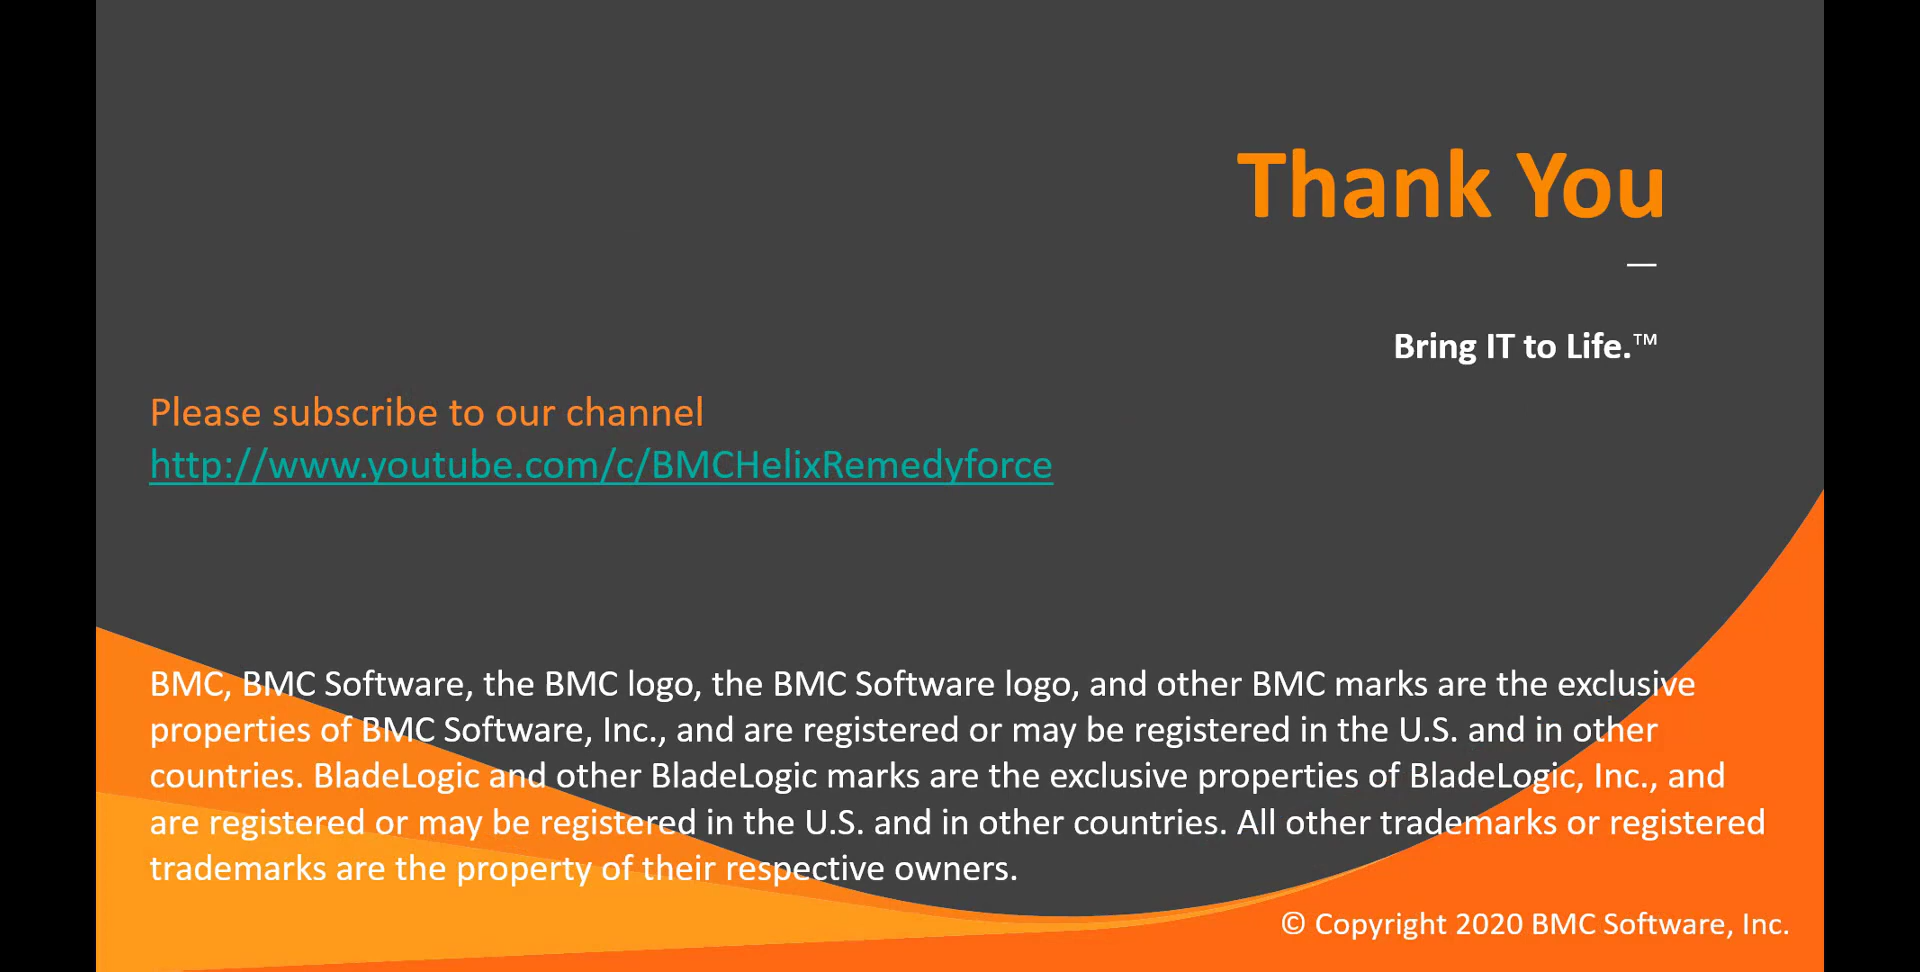 Thank You
—
Bring IT to Life.™
Please subscribe to our channel
http://www.youtube.com/c/BMCHelixRemedyforce
BMC, BMC Software, the BMC logo, the BMC Software logo, and other BMC marks are the exclusive
properties of BMC Software, Inc., and are registered or may be registered in the U.S. and in other
countries. BladeLogic and other BladeLogic marks are the exclusive properties of BladeLogic, Inc., and
are registered or may be registered in the U.S. and in other countries. All other trademarks or registered
trademarks are the property of their respective owners.
© Copyright 2020 BMC Software, Inc.